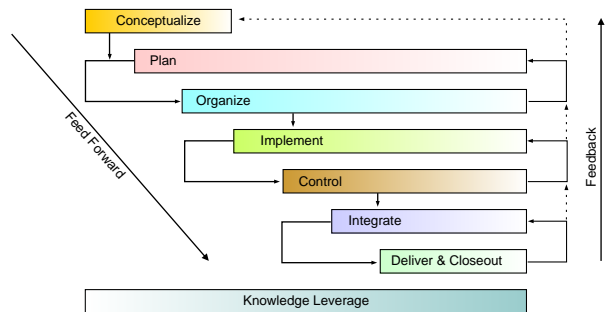 Conceptualize
Plan
Organize
Implement
Control
Integrate
Deliver & Closeout
Feed Forward
Feedback
Knowledge Leverage